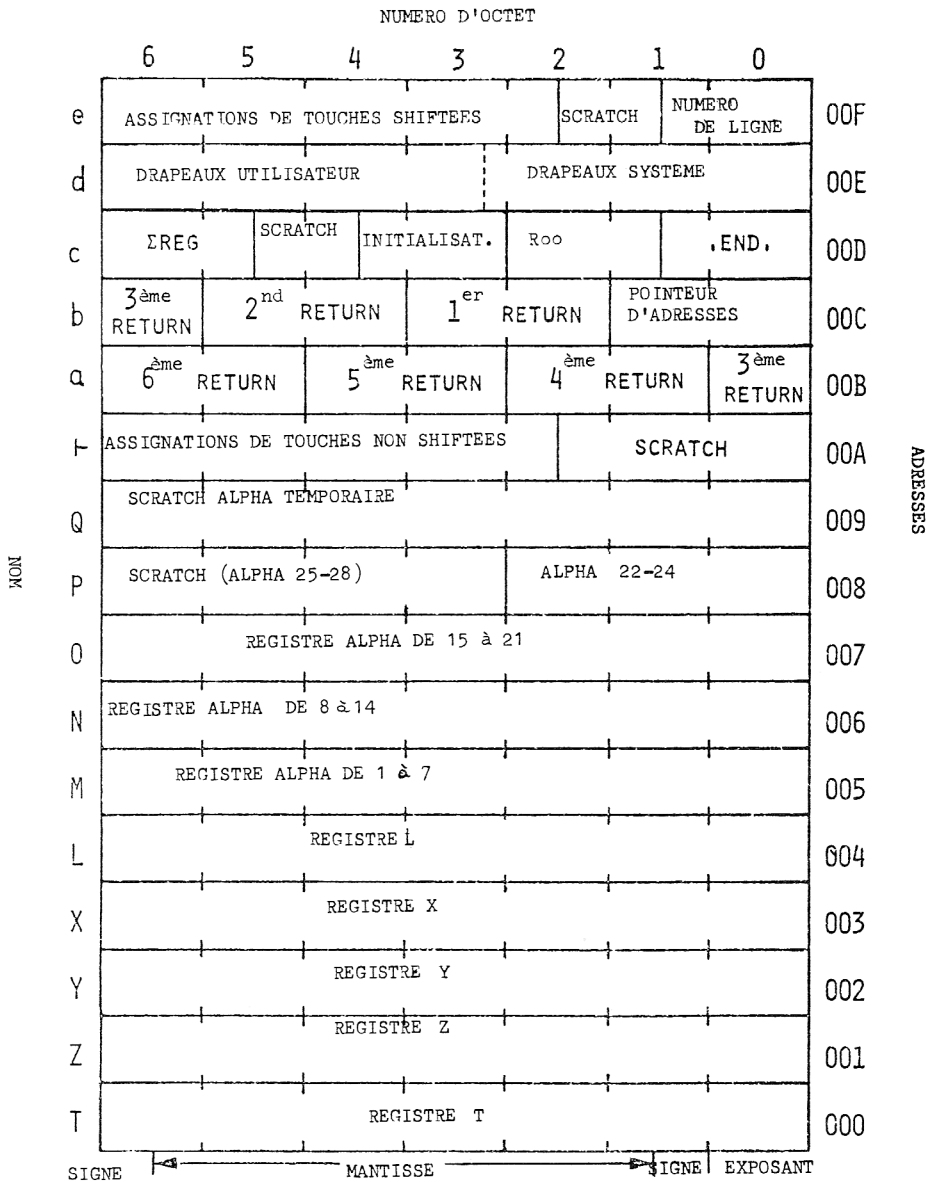 NUMERO D'OCTET
6 5 4 3 2 1 0
e ASSIGNATIONS DE TOUCHES SHIFTEES SCRATCH NUMERO DE LIGNE 00F
d DRAPEAUX UTILISATEUR DRAPEAUX SYSTEME 00E
c ΣREG SCRATCH INITIALISAT. Roo .END. 00D
b 3ème RETURN 2nd RETURN 1er RETURN POINTEUR D'ADRESSES 00C
a 6ème RETURN 5ème RETURN 4ème RETURN 3ème RETURN 00B
⊢ ASSIGNATIONS DE TOUCHES NON SHIFTEES SCRATCH 00A
Q SCRATCH ALPHA TEMPORAIRE 009
P SCRATCH (ALPHA 25-28) ALPHA 22-24 008
O REGISTRE ALPHA DE 15 à 21 007
N REGISTRE ALPHA DE 8 à 14 006
M REGISTRE ALPHA DE 1 à 7 005
L REGISTRE L 004
X REGISTRE X 003
Y REGISTRE Y 002
Z REGISTRE Z 001
T REGISTRE T 000
SIGNE MANTISSE SIGNE EXPOSANT
NOM
ADRESSES